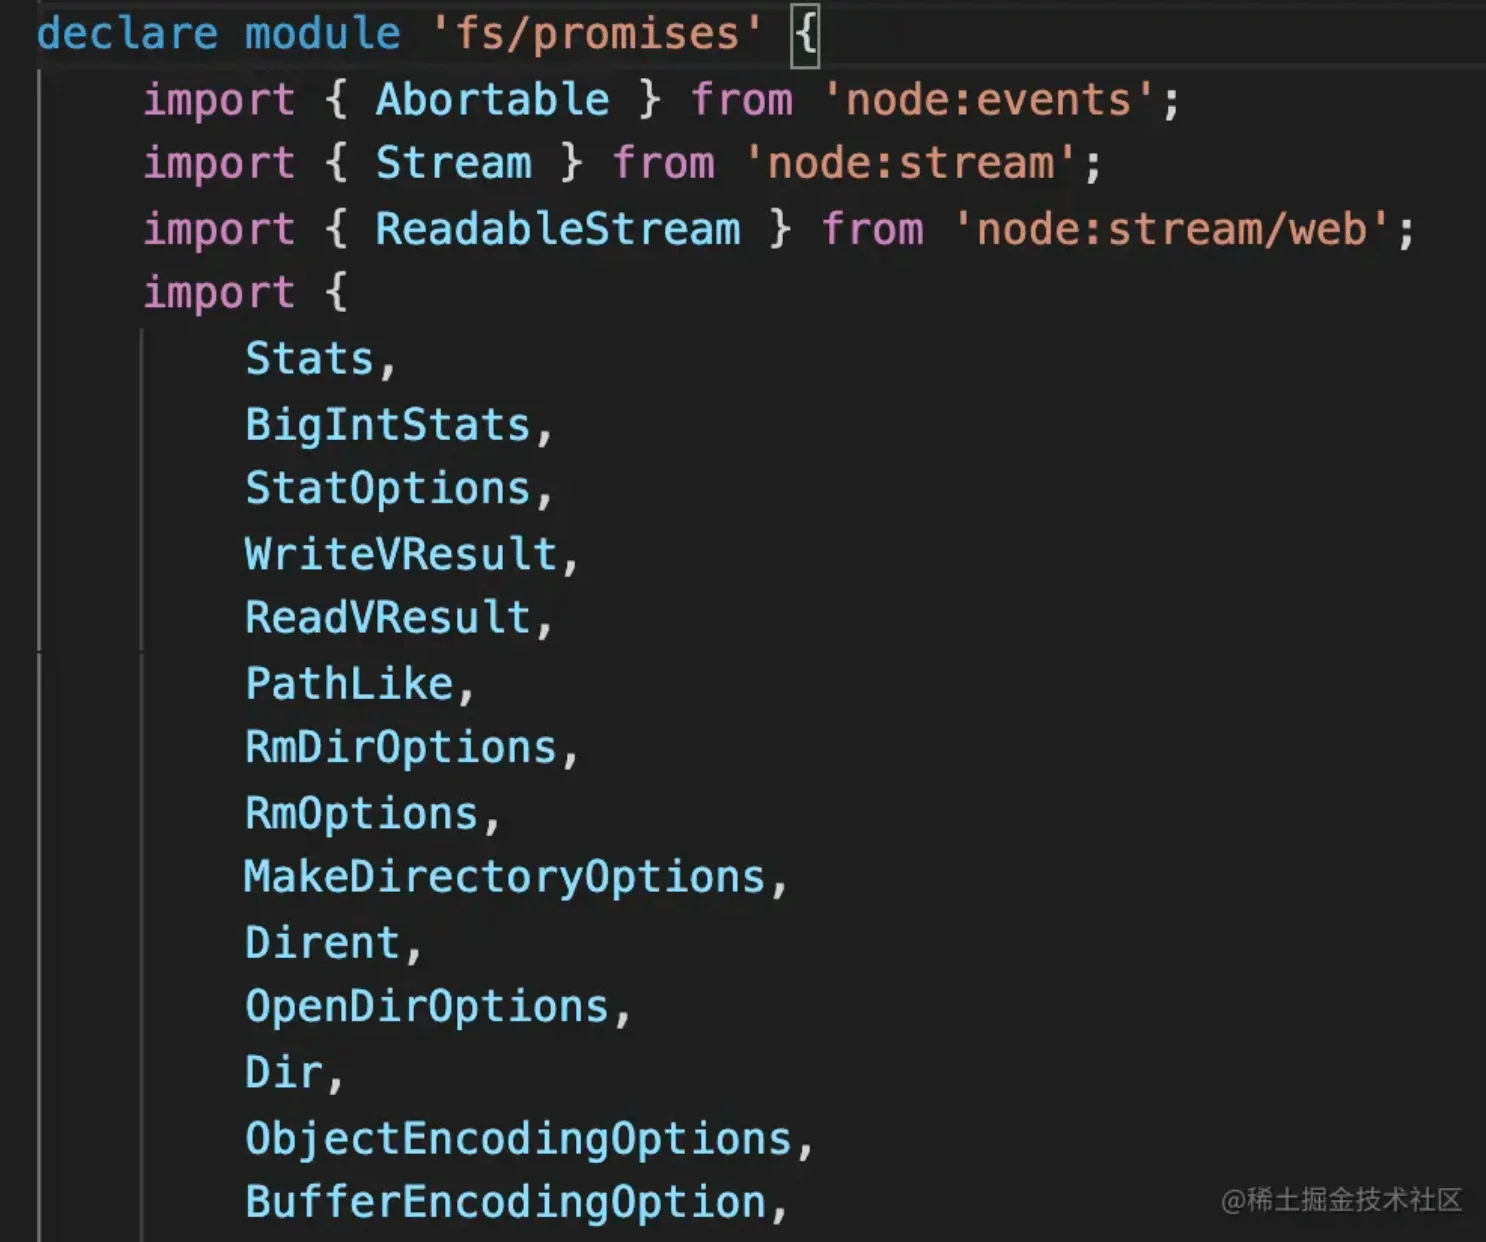 declare module 'fs/promises' {
import { Abortable } from 'node:events';
import { Stream } from 'node:stream';
import { ReadableStream } from 'node:stream/web';
import {
Stats,
BigIntStats,
StatOptions,
WriteVResult,
ReadVResult,
PathLike,
RmDirOptions,
RmOptions,
MakeDirectoryOptions,
Dirent,
OpenDirOptions,
Dir,
ObjectEncodingOptions,
BufferEncodingOption,
@稀土掘金技术社区